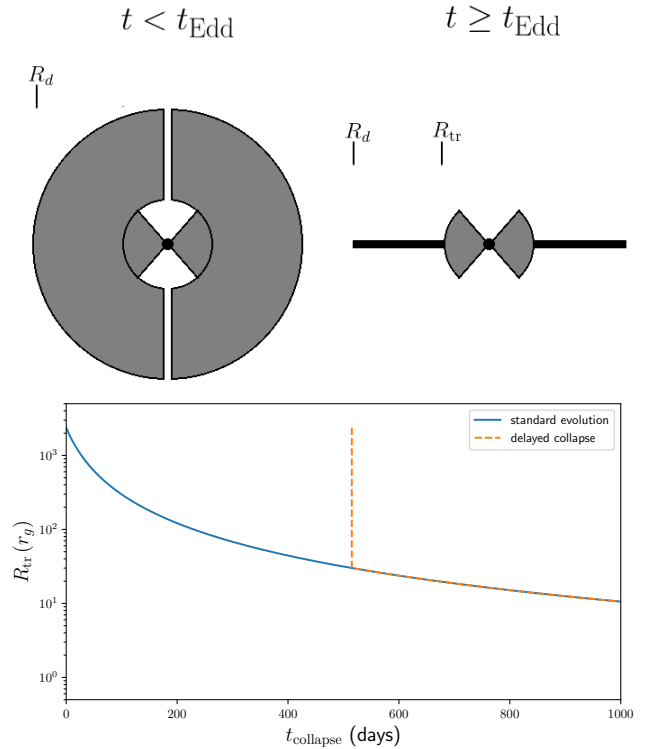 t < t_Edd
t ≥ t_Edd
R_d
R_d
R_tr
standard evolution
delayed collapse
10^3
10^2
10^1
10^0
R_tr (r_g)
0
200
400
600
800
1000
t_collapse (days)